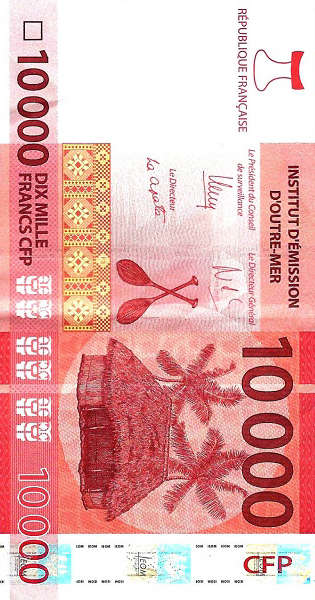 RÉPUBLIQUE FRANÇAISE
INSTITUT D'ÉMISSION
D'OUTRE-MER
Le Président du Conseil
de surveillance
Le Directeur Général
Le Directeur
10000
CFP
10000
DIX MILLE
FRANCS CFP
10000
IEOM